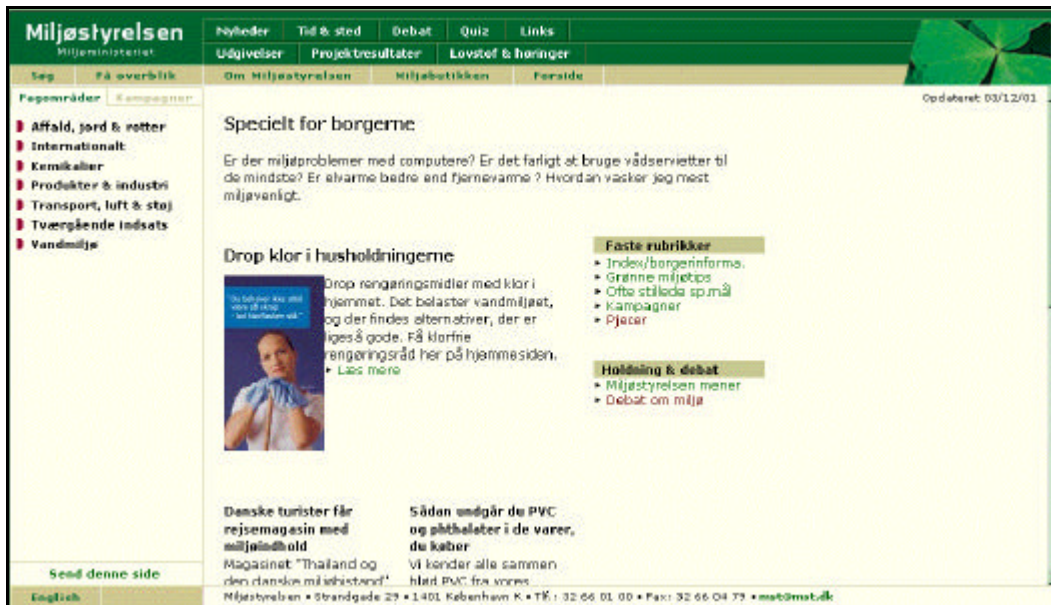 Miljøstyrelsen
Miljøministeriet
Nyheder Tid & sted Debat Quiz Links
Udgivelser Projektresultater Lovstof & høringer
Søg Få overblik Om Miljøstyrelsen Miljøbutikken Forside
Fagområder Kampagner
Opdateret 03/12/01
Affald, jord & rotter
Internationalt
Kemikalier
Produkter & industri
Transport, luft & støj
Tværgående indsats
Vandmiljø
Specielt for borgerne
Er der miljøproblemer med computere? Er det farligt at bruge vådservietter til
de mindste? Er elvarme bedre end fjernevarme ? Hvordan vasker jeg mest
miljøvenligt.
Drop klor i husholdningerne
Drop rengøringsmidler med klor i
hjemmet. Det belaster vandmiljøet,
og der findes alternativer, der er
ligeså gode. Få klorfrie
rengøringsråd her på hjemmesiden.
Læs mere
Faste rubrikker
Index/borgerinforma.
Grønne miljøtips
Ofte stillede sp.mål
Kampagner
Pjecer
Holdning & debat
Miljøstyrelsen mener
Debat om miljø
Danske turister får
rejsemagasin med
miljøindhold
Magasinet "Thailand og
den danske miljøbistand"
Sådan undgår du PVC
og phthalater i de varer,
du køber
Vi kender alle sammen
blød PVC fra vores
Send denne side
English
Miljøstyrelsen • Strandgade 29 • 1401 København K • Tlf.: 32 66 01 00 • Fax: 32 66 04 79 • mst@mst.dk